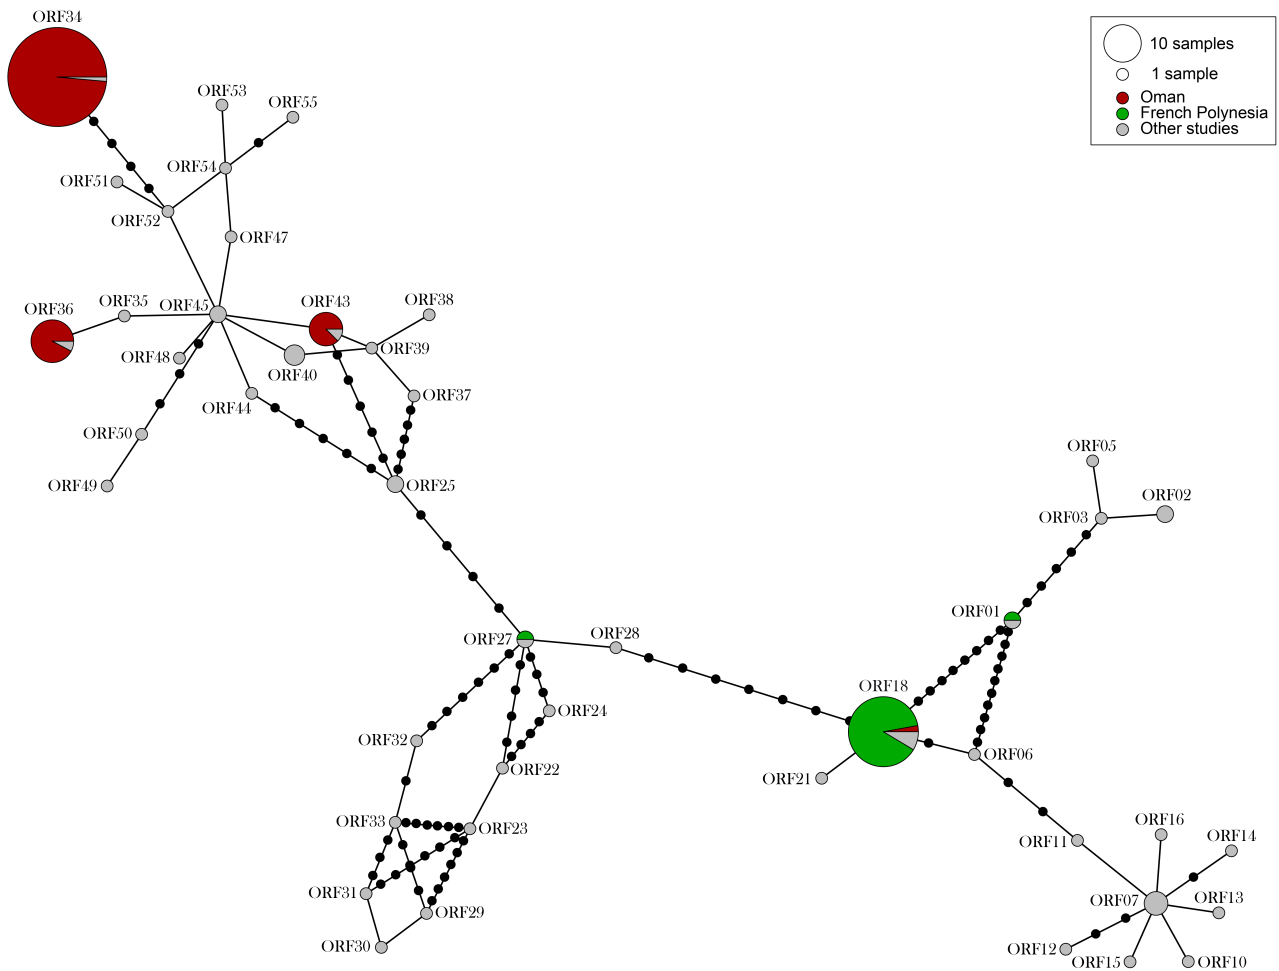 ORF34
10 samples
1 sample
Oman
French Polynesia
Other studies
ORF53
ORF55
ORF54
ORF51
ORF52
ORF47
ORF36
ORF35
ORF45
ORF43
ORF38
ORF48
ORF40
ORF39
ORF44
ORF37
ORF50
ORF49
ORF25
ORF05
ORF02
ORF03
ORF01
ORF27
ORF28
ORF18
ORF24
ORF32
ORF22
ORF21
ORF06
ORF33
ORF23
ORF16
ORF14
ORF11
ORF31
ORF07
ORF13
ORF29
ORF30
ORF12
ORF15
ORF10